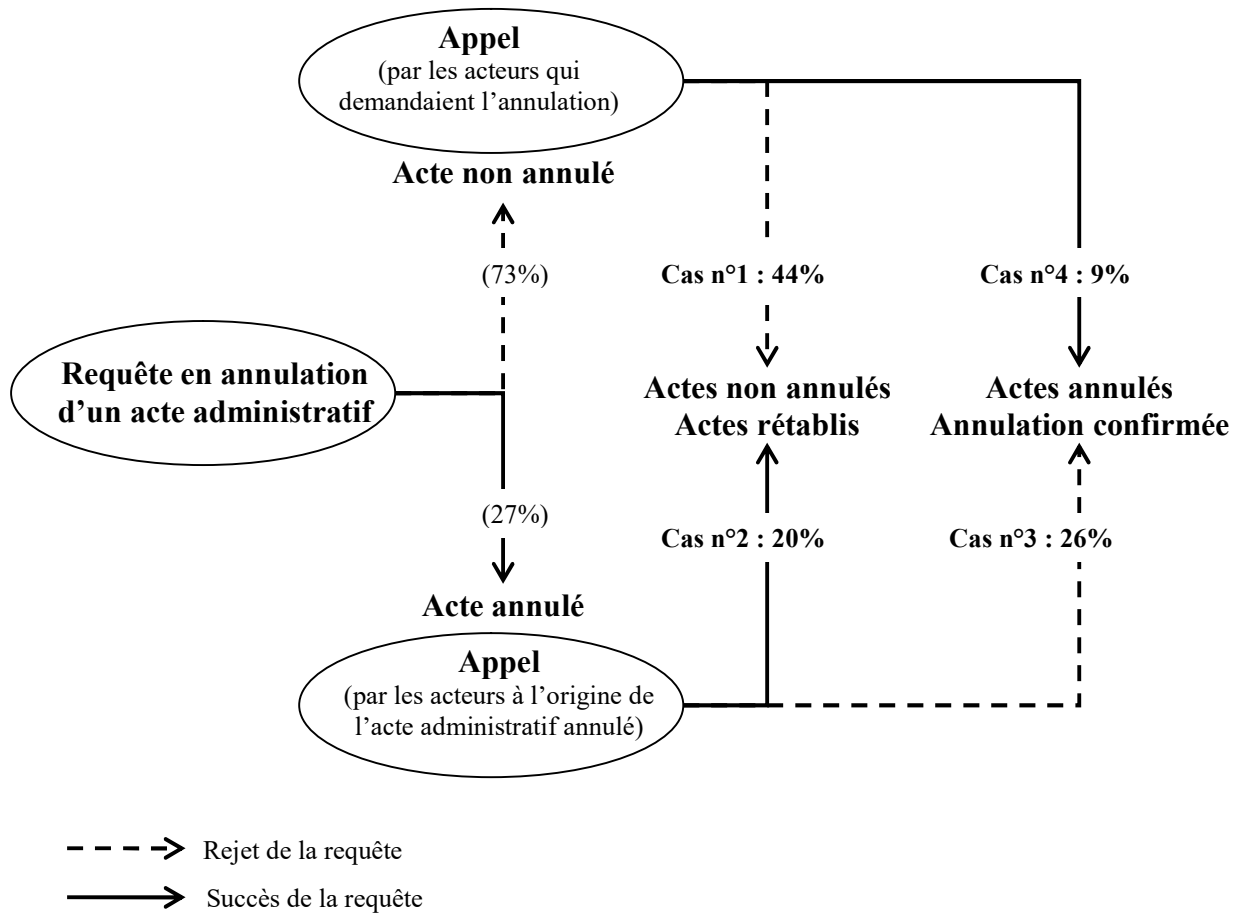 Appel
(par les acteurs qui
demandaient l’annulation)
Acte non annulé
(73%)
Cas n°1 : 44%
Cas n°4 : 9%
Requête en annulation
d’un acte administratif
Actes non annulés
Actes rétablis
Actes annulés
Annulation confirmée
(27%)
Cas n°2 : 20%
Cas n°3 : 26%
Acte annulé
Appel
(par les acteurs à l’origine de
l’acte administratif annulé)
Rejet de la requête
Succès de la requête